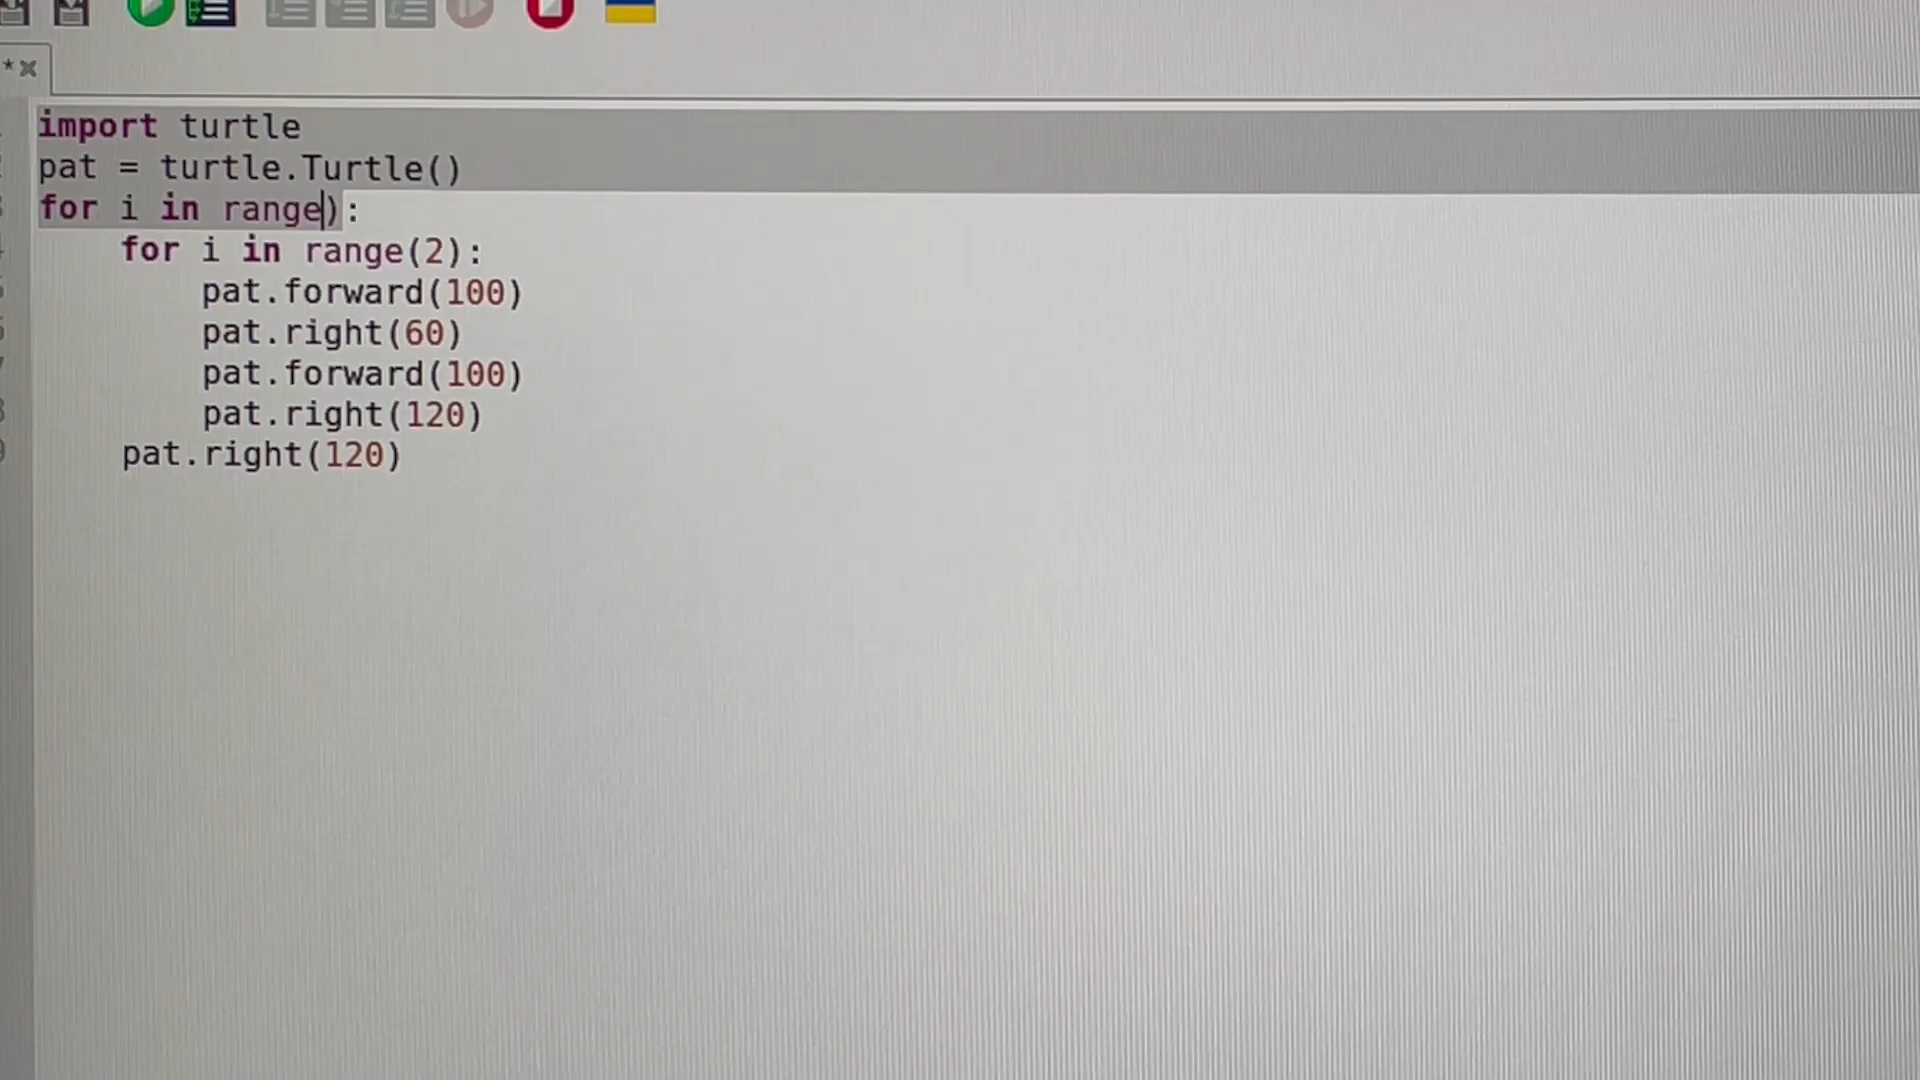 import turtle
pat = turtle.Turtle()
for i in range):
    for i in range(2):
        pat.forward(100)
        pat.right(60)
        pat.forward(100)
        pat.right(120)
    pat.right(120)